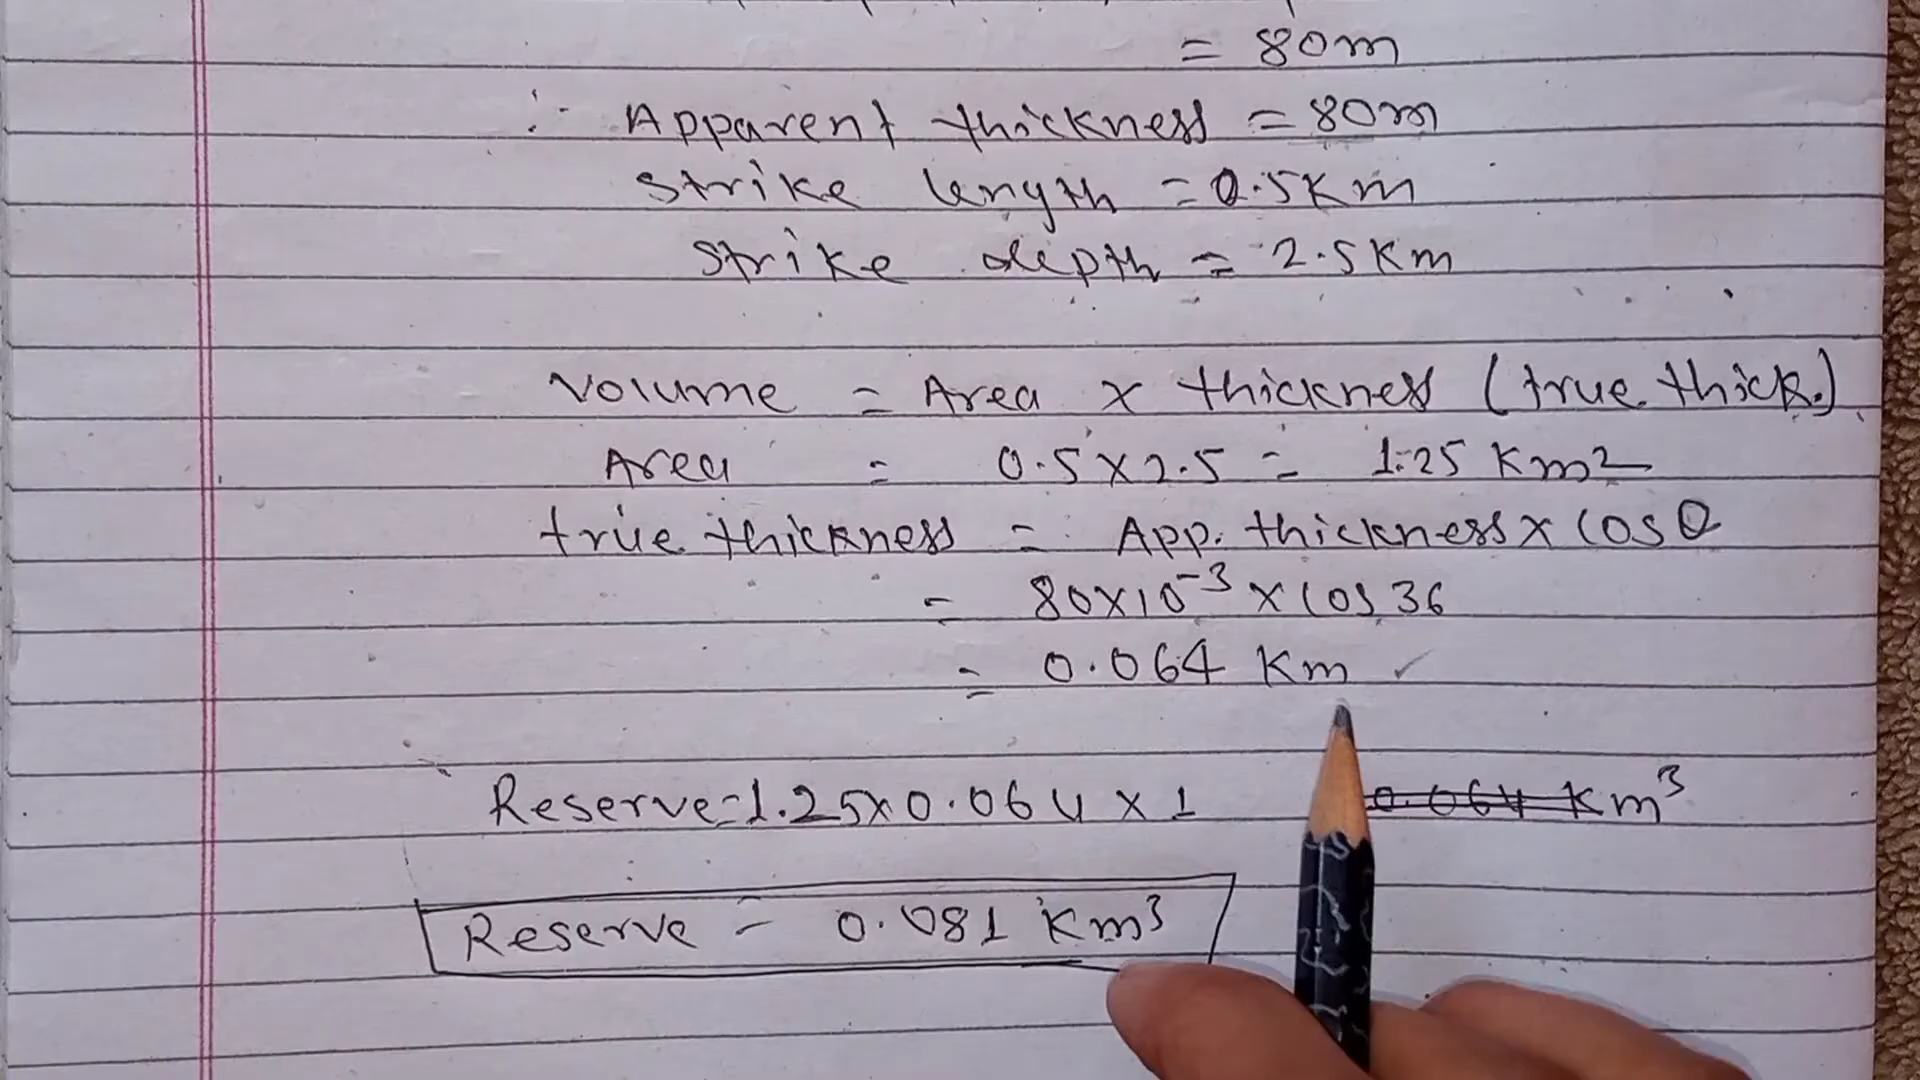 = 80m
∴ Apparent thickness = 80m
Strike length = 0.5Km
Strike depth = 2.5Km
Volume = Area x thickness (true thick.)
Area = 0.5x2.5 = 1.25 Km2
true thickness = App. thickness x Cos θ
= 80x10⁻³ x Cos 36
= 0.064 Km ✓
Reserve=1.25x0.064 x 1 0.064 Km³
Reserve = 0.081 Km³